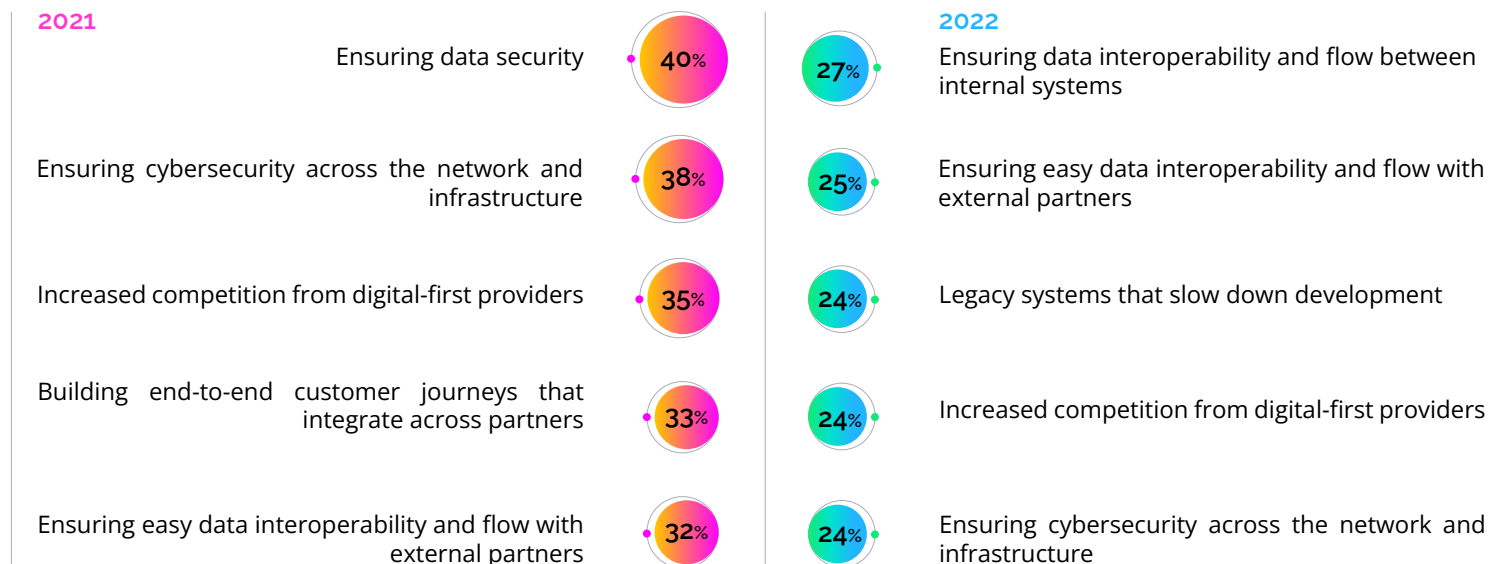 2021
Ensuring data security
40%
Ensuring cybersecurity across the network and
infrastructure
38%
Increased competition from digital-first providers
35%
Building end-to-end customer journeys that
integrate across partners
33%
Ensuring easy data interoperability and flow with
external partners
32%
2022
27%
Ensuring data interoperability and flow between
internal systems
25%
Ensuring easy data interoperability and flow with
external partners
24%
Legacy systems that slow down development
24%
Increased competition from digital-first providers
24%
Ensuring cybersecurity across the network and
infrastructure